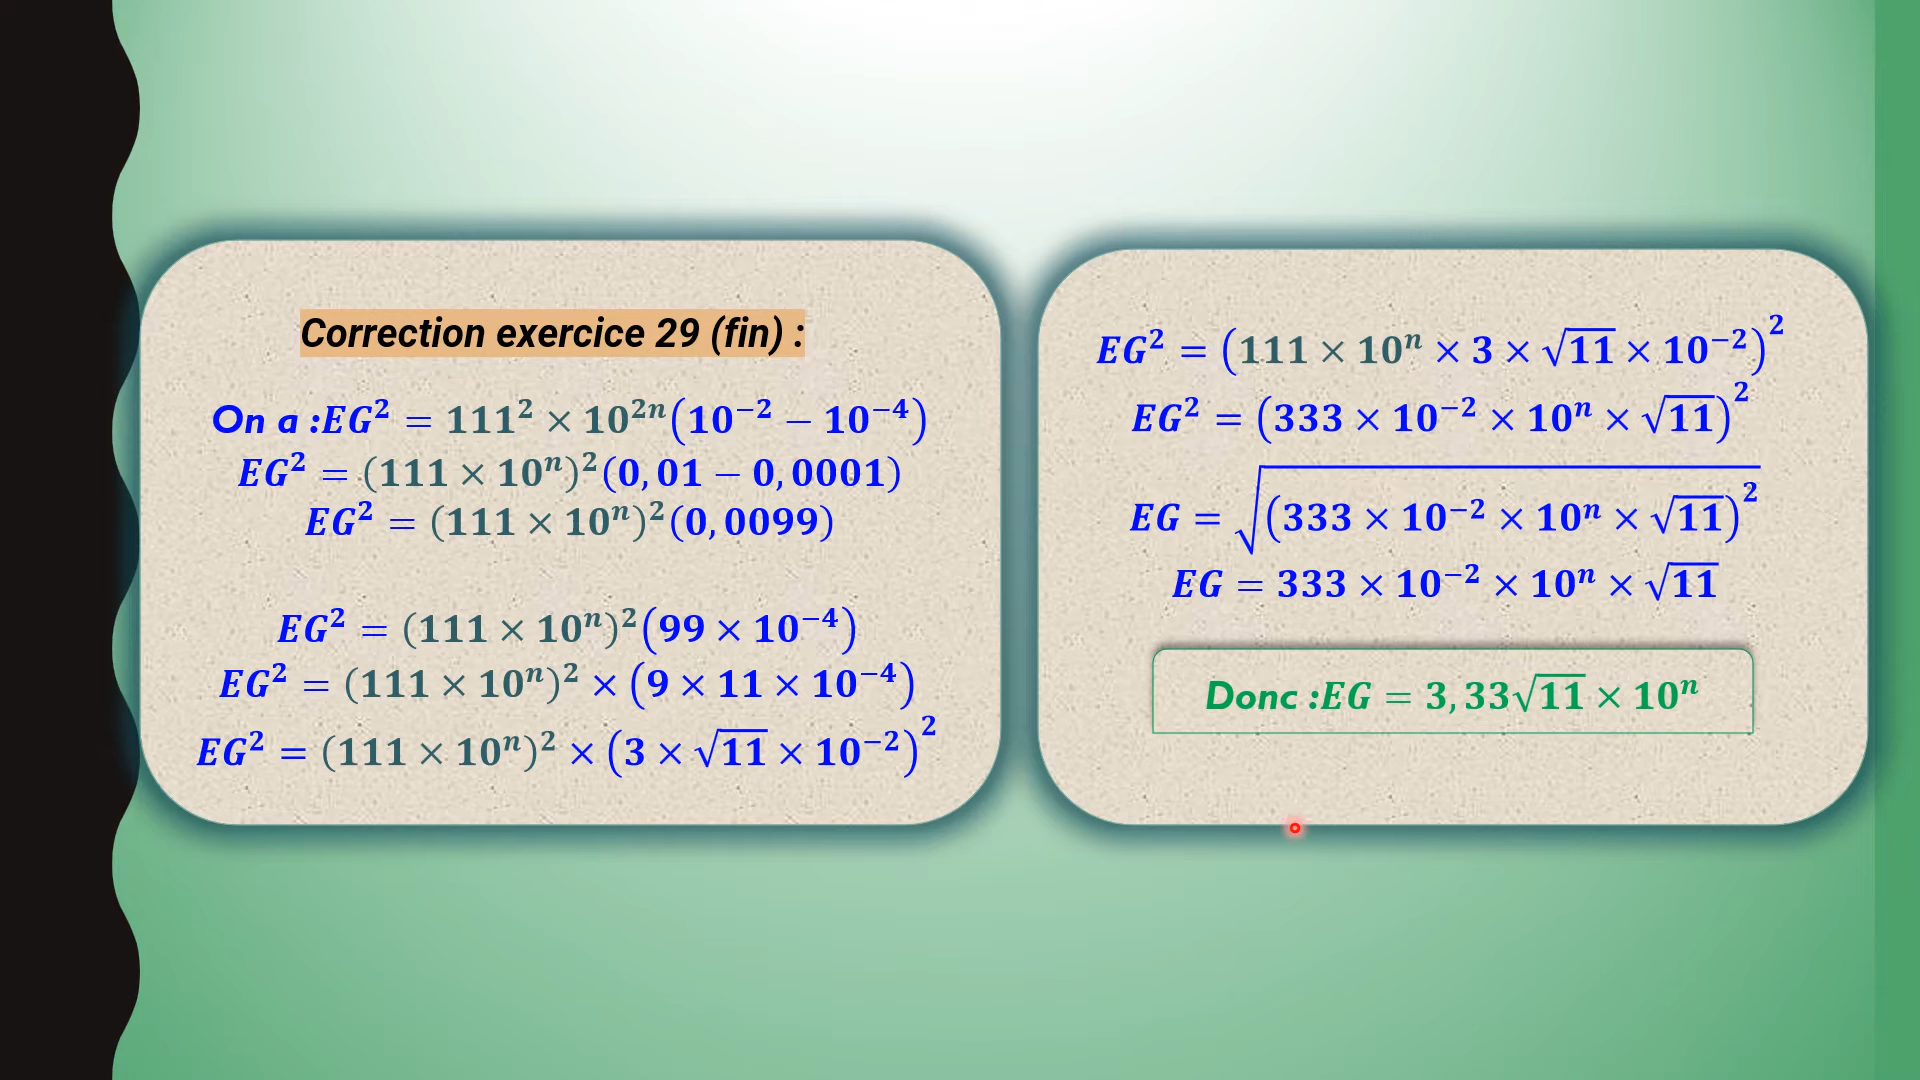 Correction exercice 29 (fin) :
On a :EG² = 111² × 10²ⁿ(10⁻² − 10⁻⁴)
EG² = (111 × 10ⁿ)²(0,01 − 0,0001)
EG² = (111 × 10ⁿ)²(0,0099)
EG² = (111 × 10ⁿ)²(99 × 10⁻⁴)
EG² = (111 × 10ⁿ)² × (9 × 11 × 10⁻⁴)
EG² = (111 × 10ⁿ)² × (3 × √11 × 10⁻²)²
EG² = (111 × 10ⁿ × 3 × √11 × 10⁻²)²
EG² = (333 × 10⁻² × 10ⁿ × √11)²
EG = √(333 × 10⁻² × 10ⁿ × √11)²
EG = 333 × 10⁻² × 10ⁿ × √11
Donc :EG = 3,33√11 × 10ⁿ